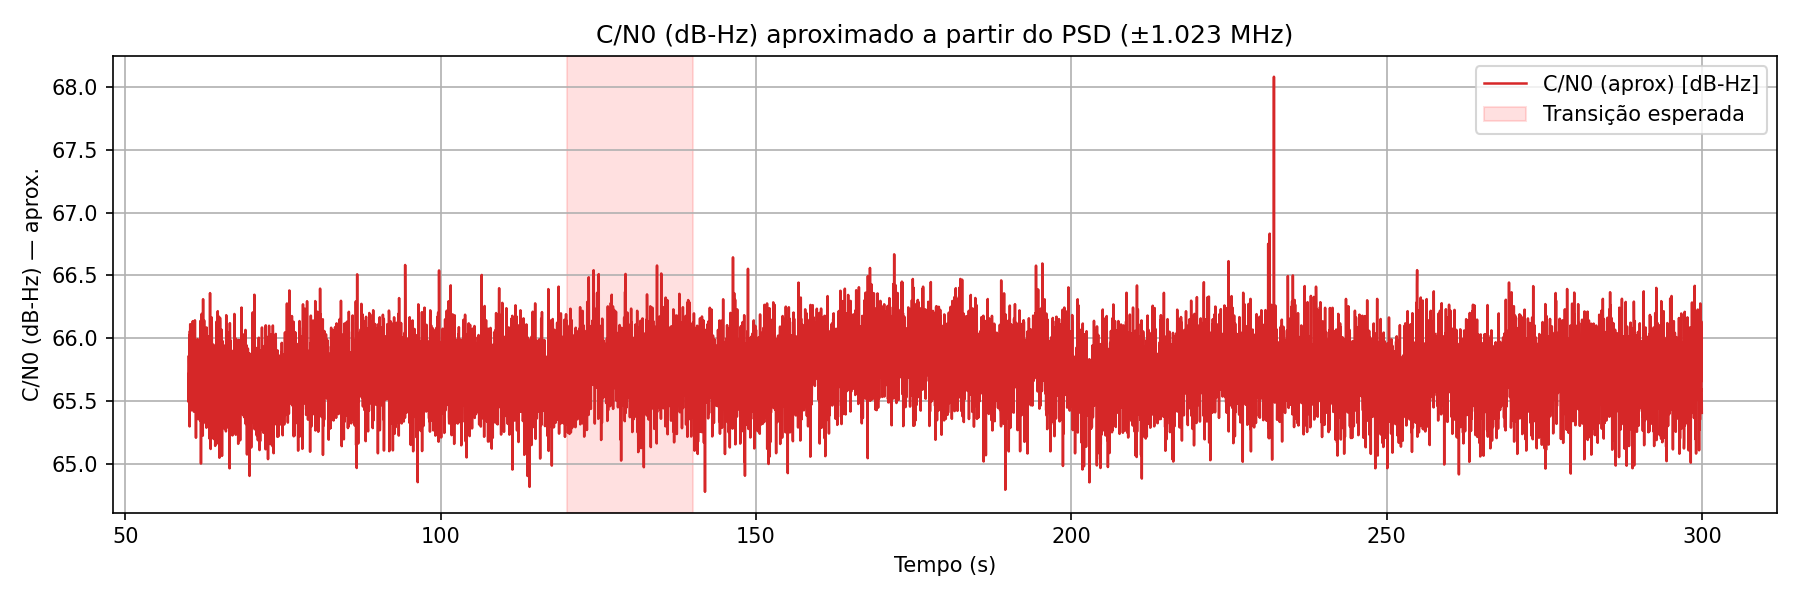 C/N0 (dB-Hz) aproximado a partir do PSD (±1.023 MHz)
C/N0 (dB-Hz) — aprox.
68.0
67.5
67.0
66.5
66.0
65.5
65.0
C/N0 (aprox) [dB-Hz]
Transição esperada
50
100
150
200
250
300
Tempo (s)